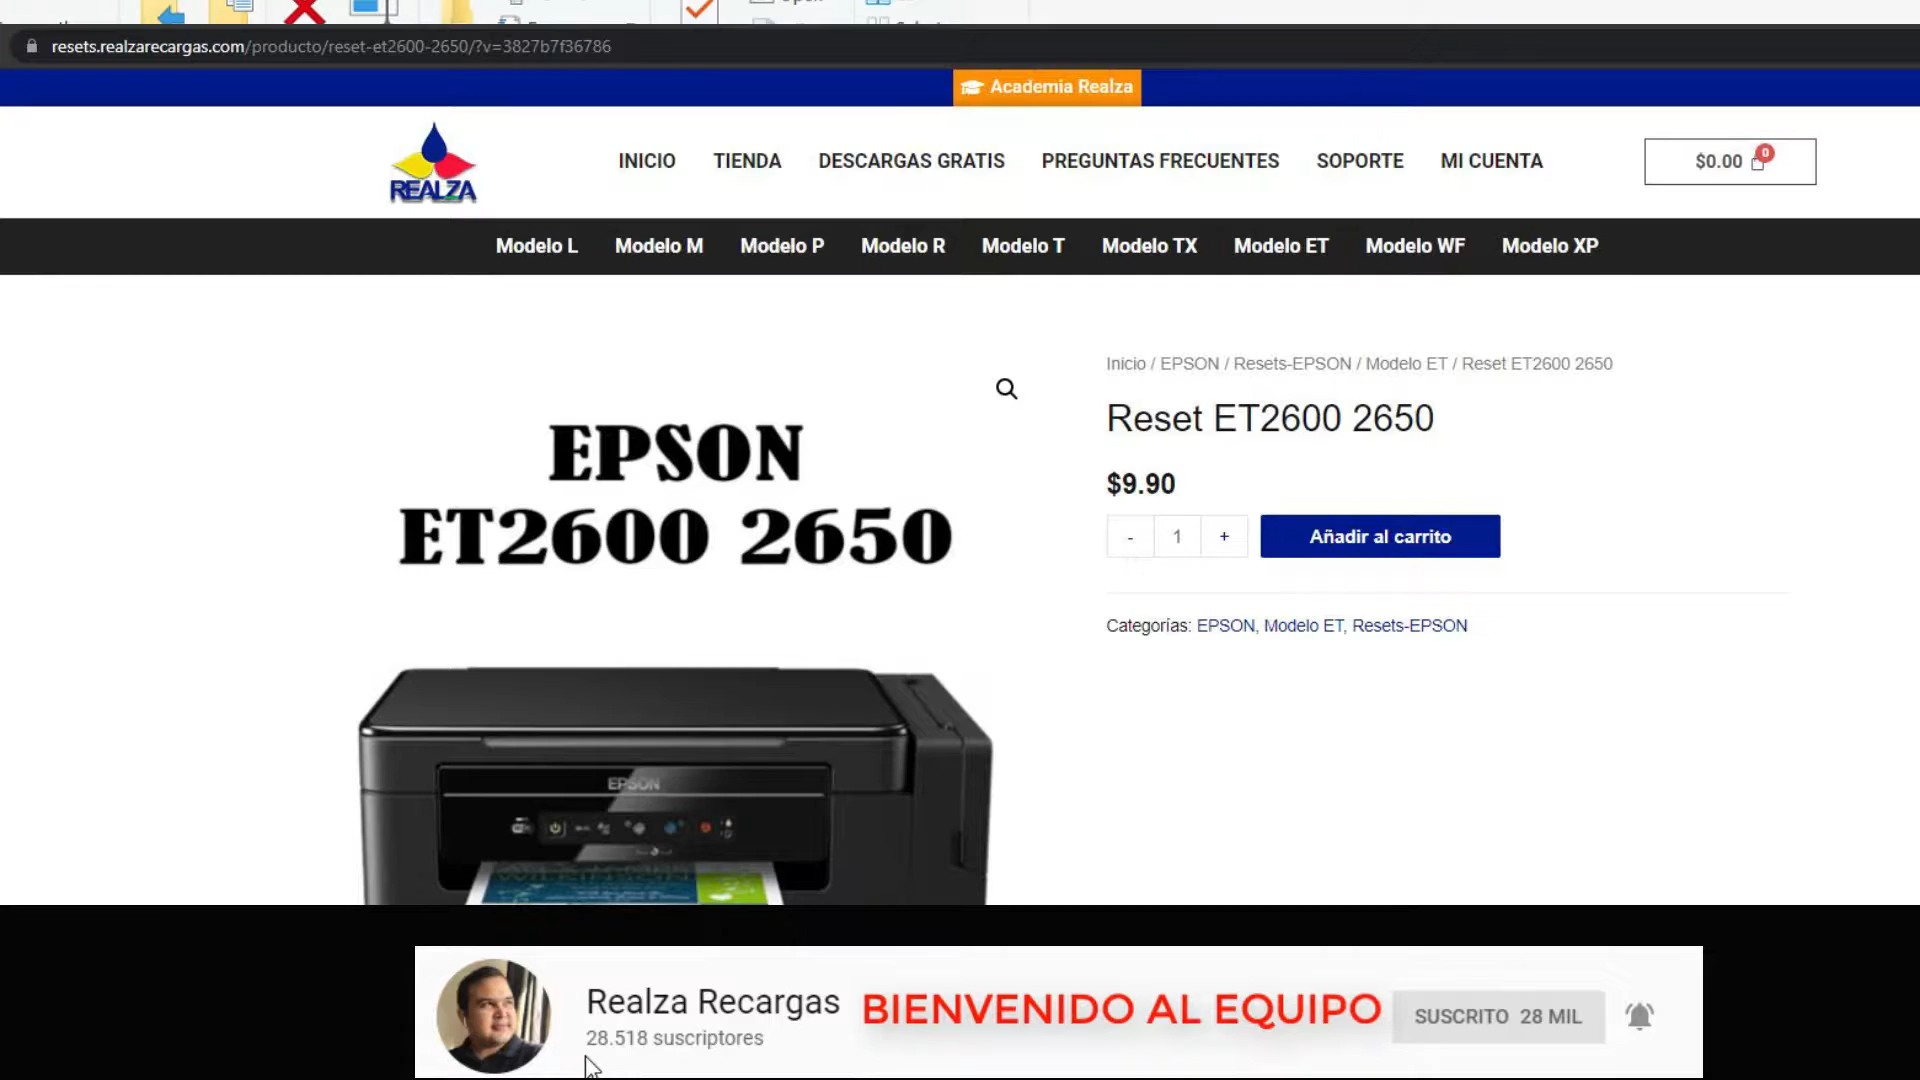 resets.realzarecargas.com/producto/reset-et2600-2650/?v=3827b7f36786
Academia Realza
REALZA
INICIO TIENDA DESCARGAS GRATIS PREGUNTAS FRECUENTES SOPORTE MI CUENTA
$0.00 0
Modelo L Modelo M Modelo P Modelo R Modelo T Modelo TX Modelo ET Modelo WF Modelo XP
Inicio / EPSON / Resets-EPSON / Modelo ET / Reset ET2600 2650
Reset ET2600 2650
$9.90
- 1 + Añadir al carrito
Categorías: EPSON, Modelo ET, Resets-EPSON
EPSON
ET2600 2650
EPSON
Realza Recargas
28.518 suscriptores
BIENVENIDO AL EQUIPO
SUSCRITO 28 MIL